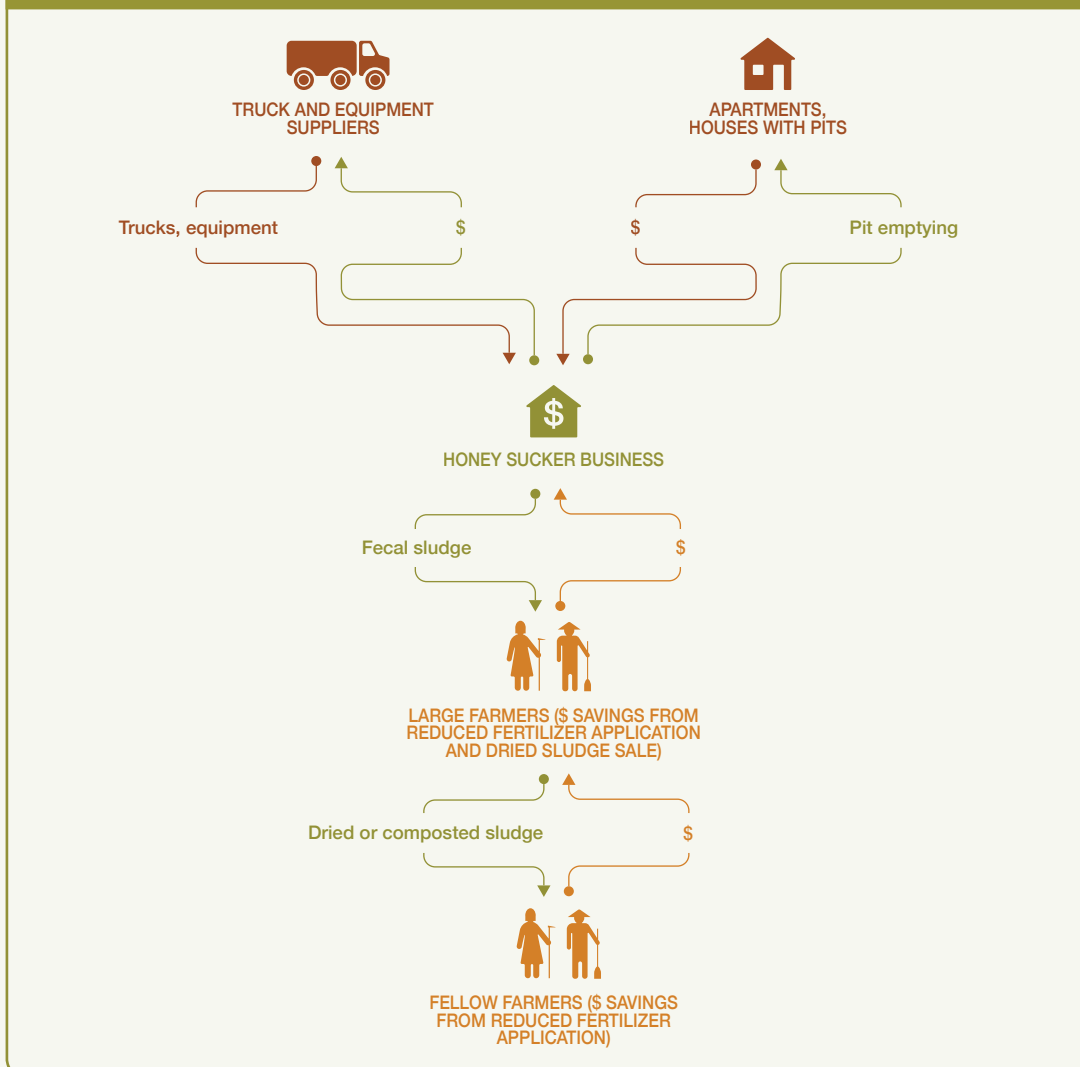 TRUCK AND EQUIPMENT
SUPPLIERS
APARTMENTS,
HOUSES WITH PITS
Trucks, equipment
$
$
Pit emptying
$
HONEY SUCKER BUSINESS
Fecal sludge
$
LARGE FARMERS ($ SAVINGS FROM
REDUCED FERTILIZER APPLICATION
AND DRIED SLUDGE SALE)
Dried or composted sludge
$
FELLOW FARMERS ($ SAVINGS
FROM REDUCED FERTILIZER
APPLICATION)